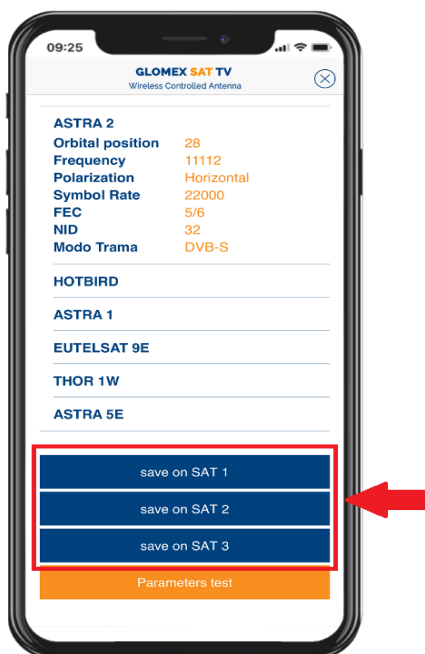 09:25
GLOMEX SAT TV
Wireless Controlled Antenna
ASTRA 2
Orbital position 28
Frequency 11112
Polarization Horizontal
Symbol Rate 22000
FEC 5/6
NID 32
Modo Trama DVB-S
HOTBIRD
ASTRA 1
EUTELSAT 9E
THOR 1W
ASTRA 5E
save on SAT 1
save on SAT 2
save on SAT 3
Parameters test